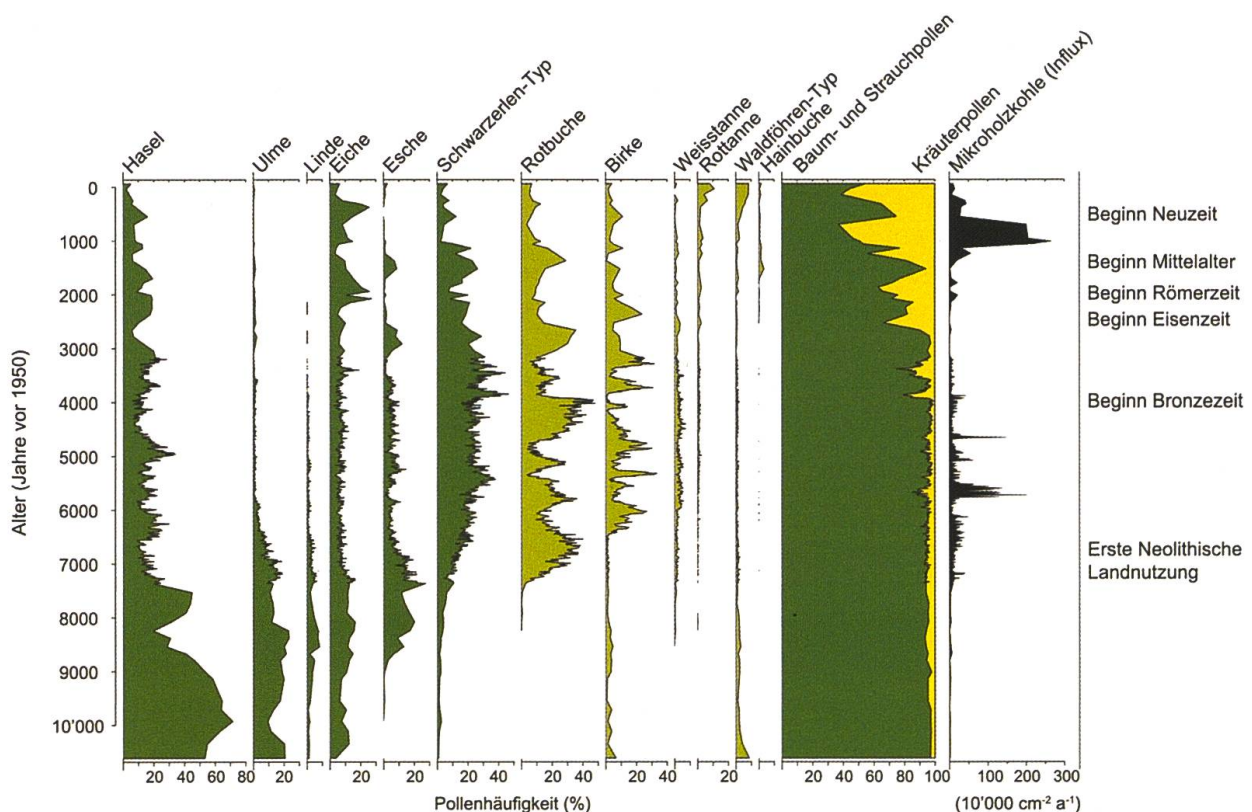 Hasel
Ulme
Linde
Eiche
Esche
Schwarzerlen-Typ
Rotbuche
Birke
Weisstanne
Rottanne
Waldföhren-Typ
Hainbuche
Baum- und Strauchpollen
Kräuterpollen
Mikroholzkohle (Influx)
Alter (Jahre vor 1950)
0
1000
2000
3000
4000
5000
6000
7000
8000
9000
10'000
Beginn Neuzeit
Beginn Mittelalter
Beginn Römerzeit
Beginn Eisenzeit
Beginn Bronzezeit
Erste Neolithische
Landnutzung
20 40 60 80 20 20 20 20 40 20 40 20 20 20 40 60 80 100 100 200 300
Pollenhäufigkeit (%)
(10'000 cm a⁻¹)